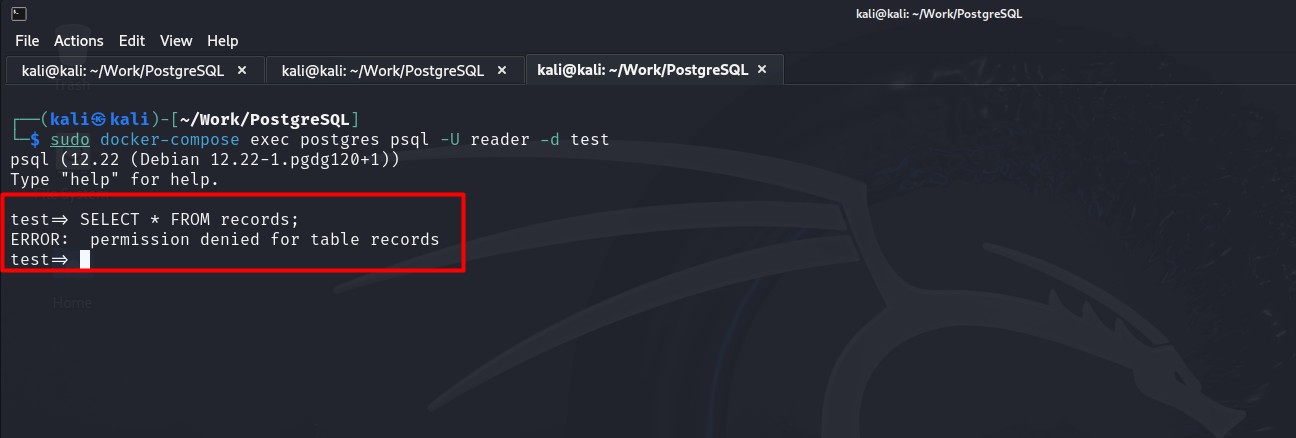 kali@kali: ~/Work/PostgreSQL
File Actions Edit View Help
kali@kali: ~/Work/PostgreSQL × kali@kali: ~/Work/PostgreSQL × kali@kali: ~/Work/PostgreSQL ×
Trash
┌──(kali㉿kali)-[~/Work/PostgreSQL]
└─$ sudo docker-compose exec postgres psql -U reader -d test
psql (12.22 (Debian 12.22-1.pgdg120+1))
Type "help" for help.
test=> SELECT * FROM records;
ERROR:  permission denied for table records
test=>
Home